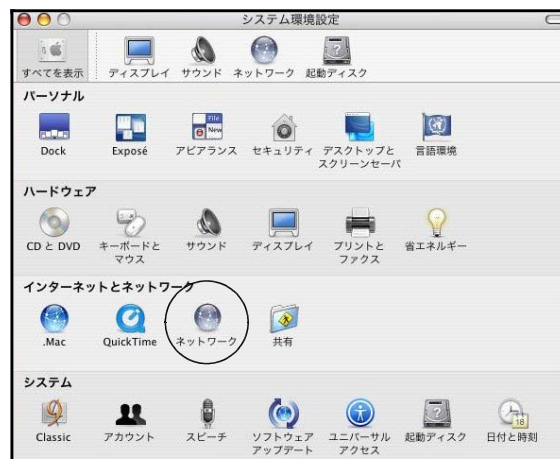 システム環境設定
すべてを表示 ディスプレイ サウンド ネットワーク 起動ディスク
パーソナル
Dock Exposé アピアランス セキュリティ デスクトップと
スクリーンセーバ 言語環境
ハードウェア
CD と DVD キーボードと
マウス サウンド ディスプレイ プリントと
ファクス 省エネルギー
インターネットとネットワーク
.Mac QuickTime ネットワーク 共有
システム
Classic アカウント スピーチ ソフトウェア
アップデート ユニバーサル
アクセス 起動ディスク 日付と時刻
File
New
18